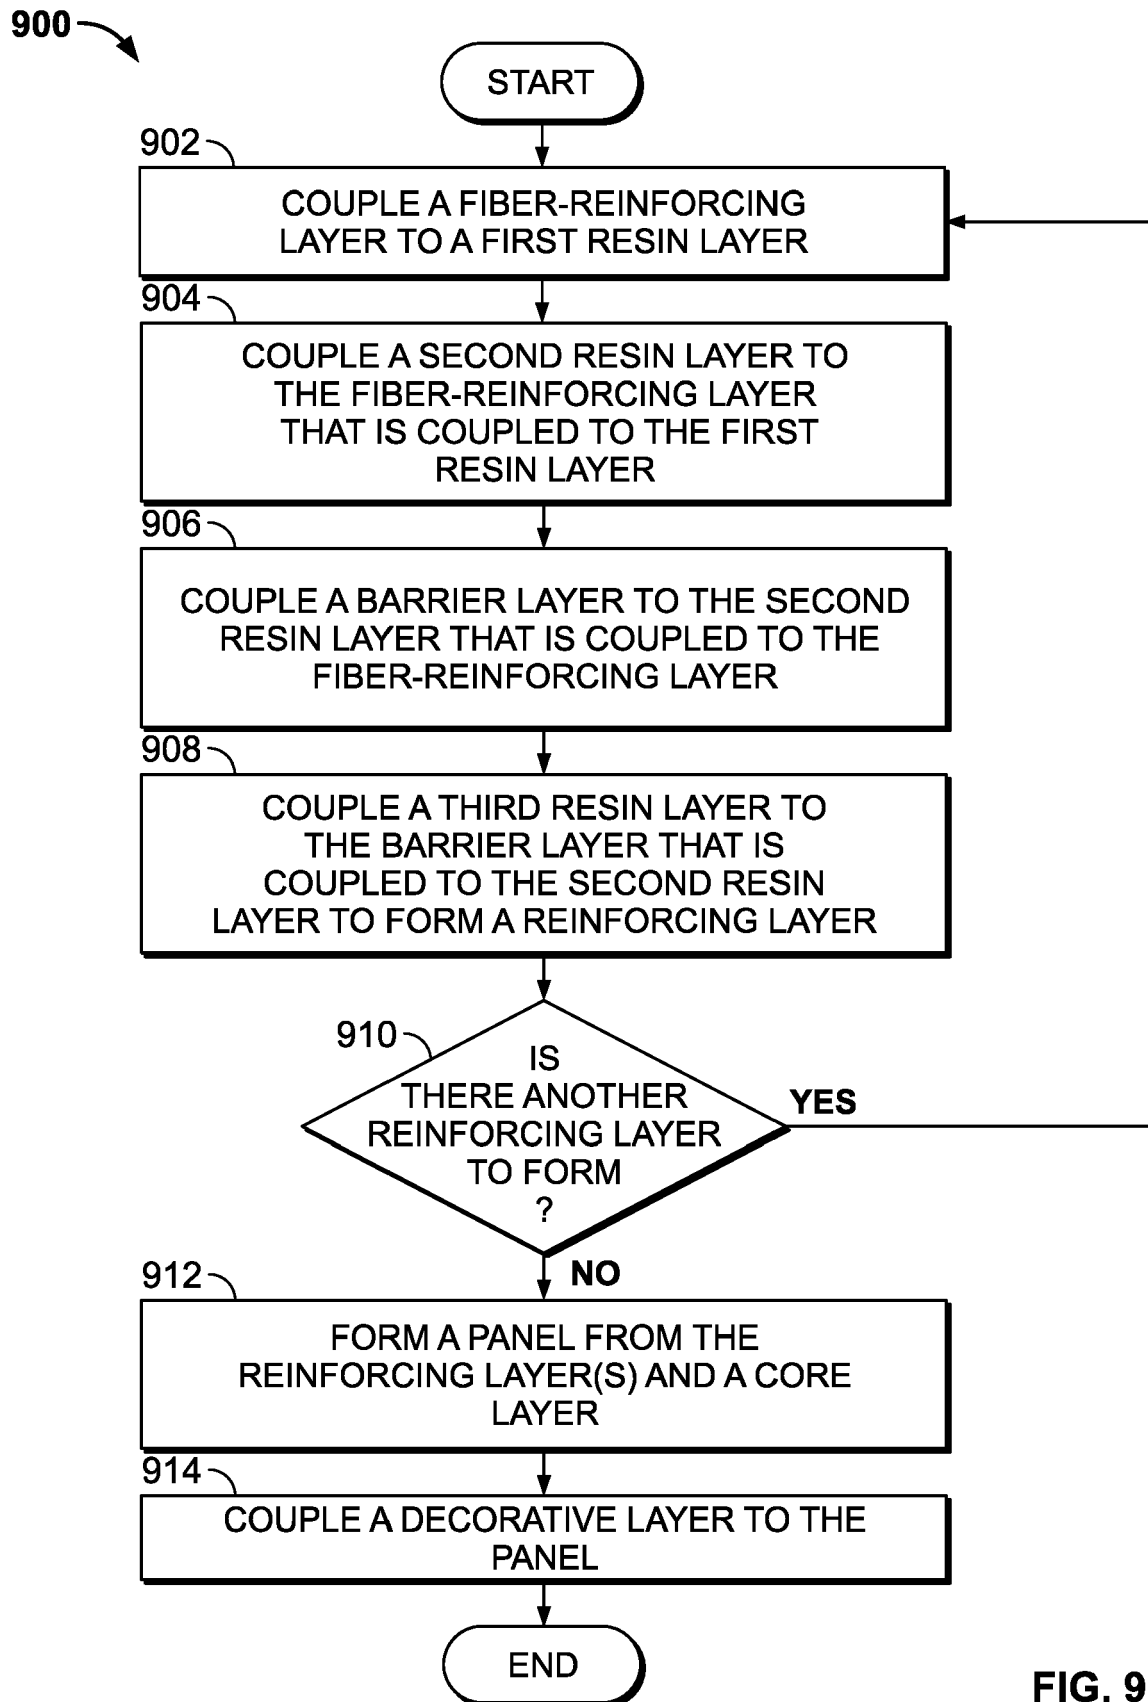 900
START
902
COUPLE A FIBER-REINFORCING
LAYER TO A FIRST RESIN LAYER
904
COUPLE A SECOND RESIN LAYER TO
THE FIBER-REINFORCING LAYER
THAT IS COUPLED TO THE FIRST
RESIN LAYER
906
COUPLE A BARRIER LAYER TO THE SECOND
RESIN LAYER THAT IS COUPLED TO THE
FIBER-REINFORCING LAYER
908
COUPLE A THIRD RESIN LAYER TO
THE BARRIER LAYER THAT IS
COUPLED TO THE SECOND RESIN
LAYER TO FORM A REINFORCING LAYER
910
IS
THERE ANOTHER
REINFORCING LAYER
TO FORM
?
YES
NO
912
FORM A PANEL FROM THE
REINFORCING LAYER(S) AND A CORE
LAYER
914
COUPLE A DECORATIVE LAYER TO THE
PANEL
END
FIG. 9